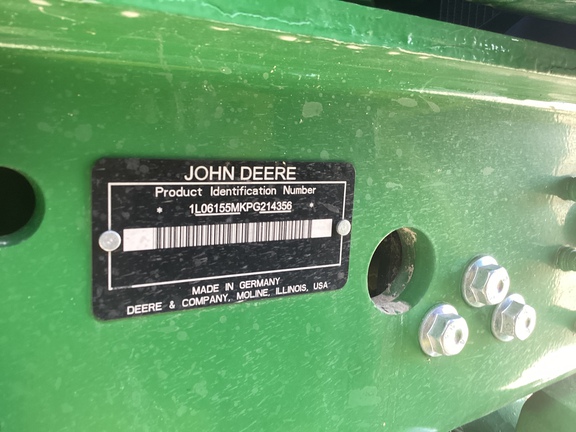 JOHN DEERE
Product Identification Number
* 1L06155MKPG214356 *
MADE IN GERMANY
DEERE & COMPANY, MOLINE, ILLINOIS, USA